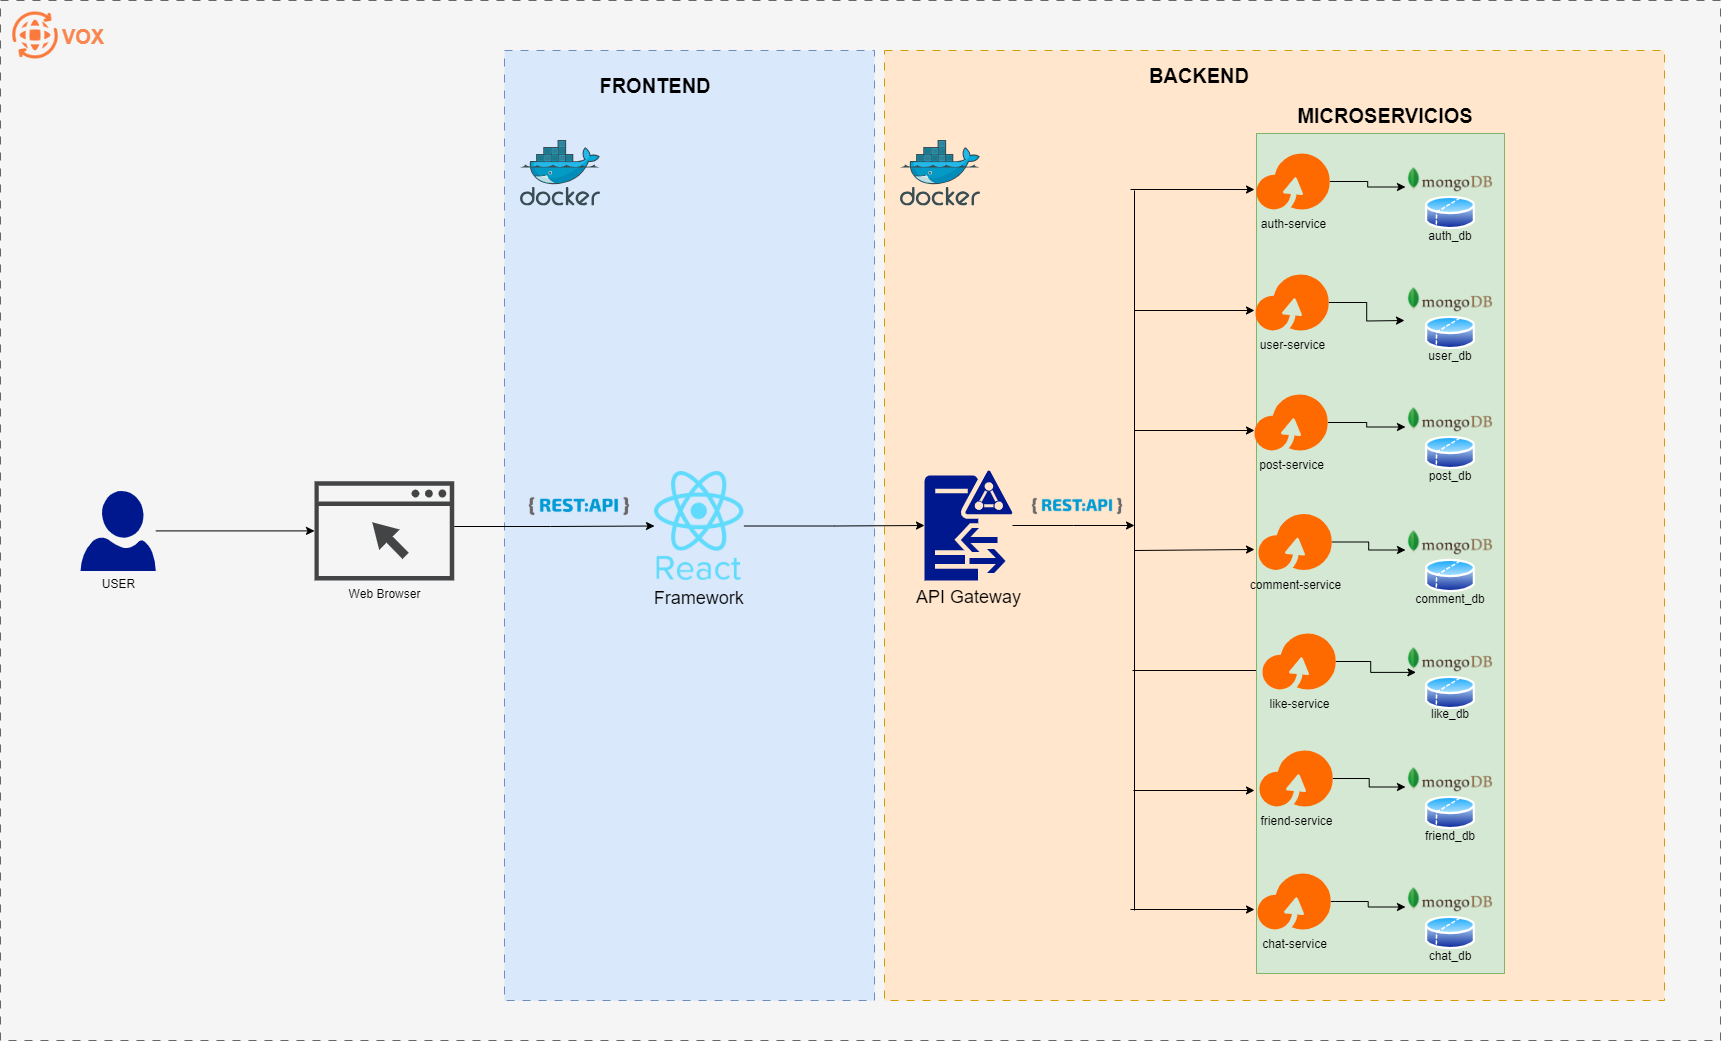 VOX
FRONTEND
BACKEND
MICROSERVICIOS
docker
docker
mongoDB
auth-service
auth_db
mongoDB
user-service
user_db
mongoDB
post-service
post_db
{ REST:API }
{ REST:API }
USER
Web Browser
React
Framework
API Gateway
mongoDB
comment-service
comment_db
mongoDB
like-service
like_db
mongoDB
friend-service
friend_db
mongoDB
chat-service
chat_db